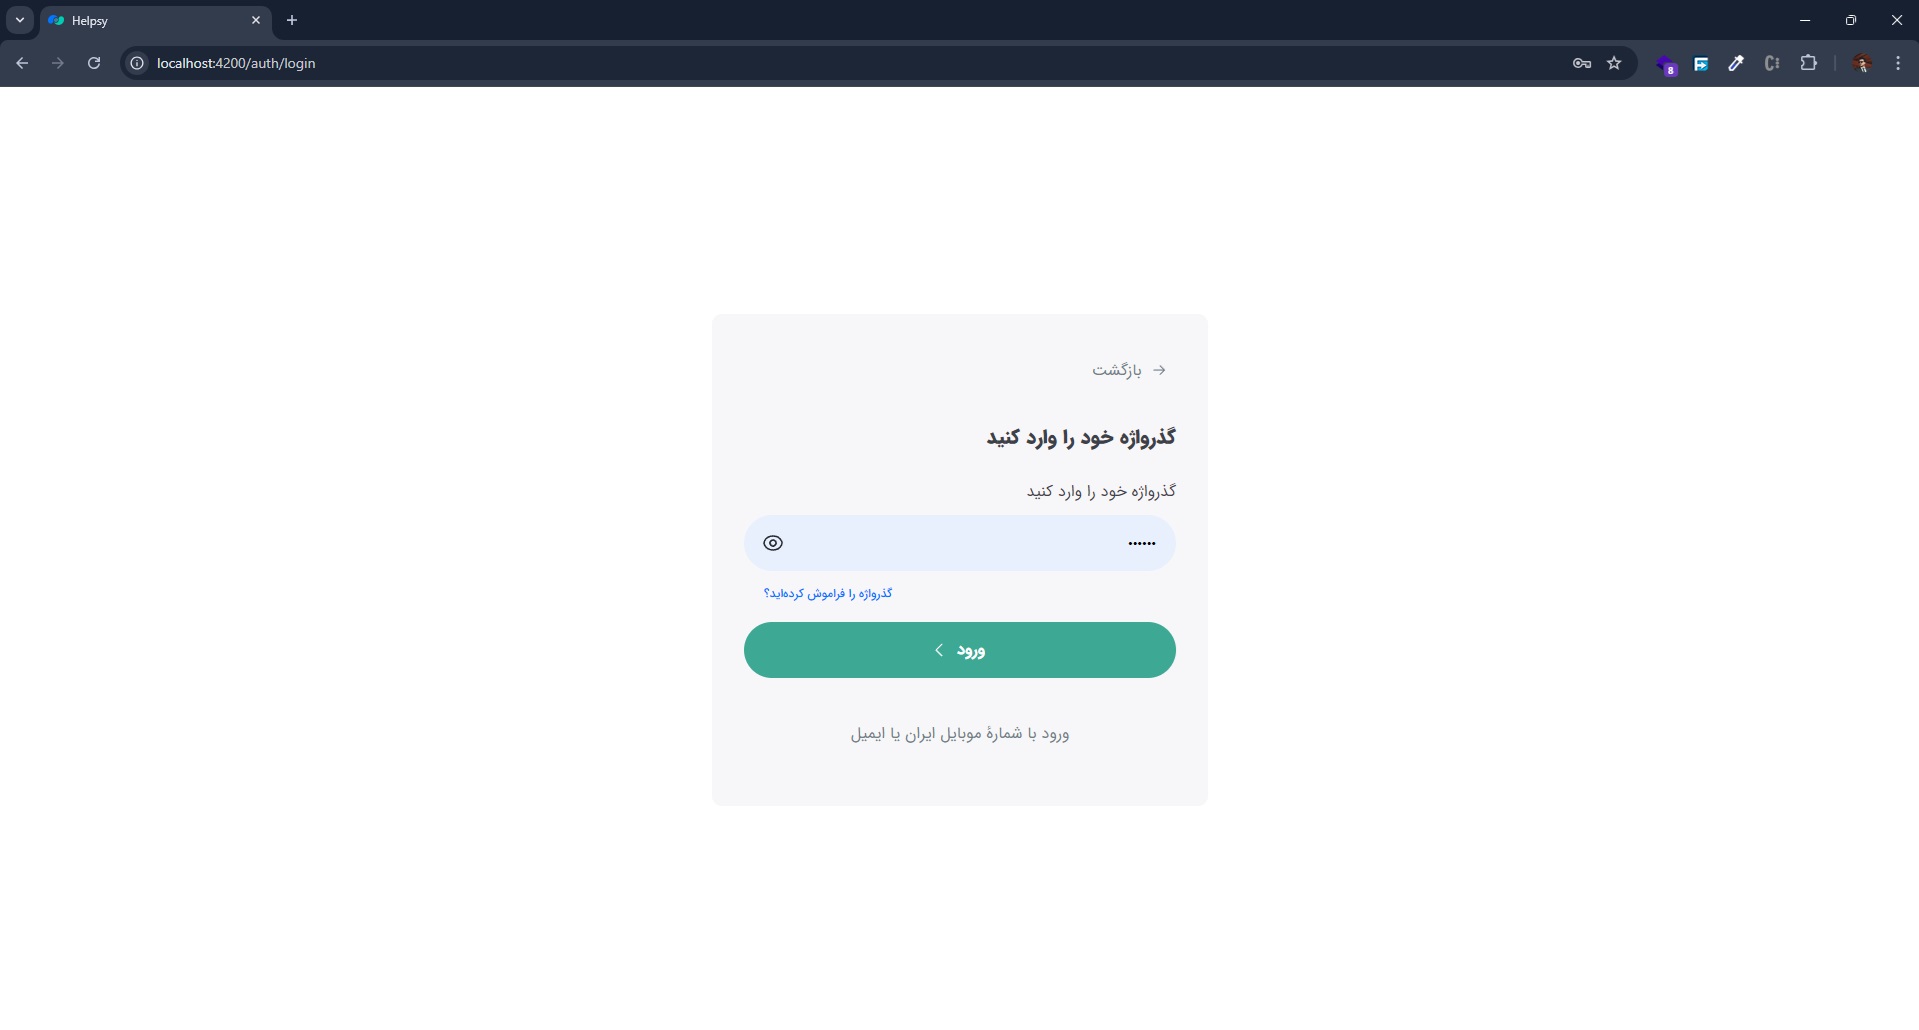 Helpsy
localhost:4200/auth/login
8
بازگشت
گذرواژه خود را وارد کنید
گذرواژه خود را وارد کنید
••••••
گذرواژه را فراموش کرده‌اید؟
ورود
ورود با شمارهٔ موبایل ایران یا ایمیل